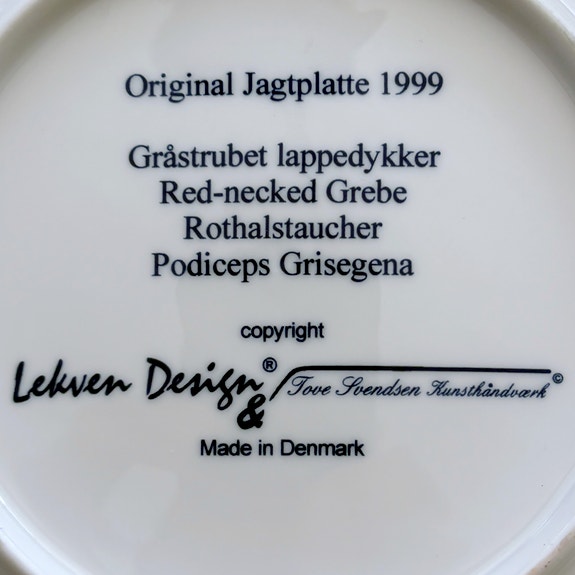 Original Jagtplatte 1999
Gråstrubet lappedykker
Red-necked Grebe
Rothalstaucher
Podiceps Grisegena
copyright
Lekven Design® & Tove Svendsen Kunsthåndværk©
Made in Denmark